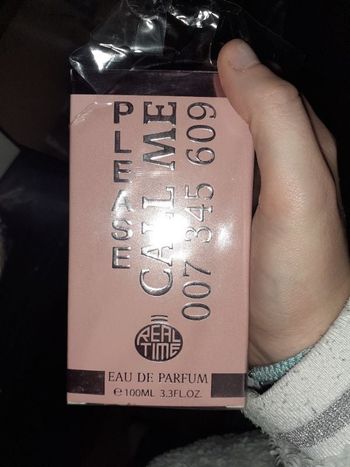 PLEASE
CALL ME
007 345 609
REAL
TIME
EAU DE PARFUM
℮ 100ML 3.3FL.OZ.